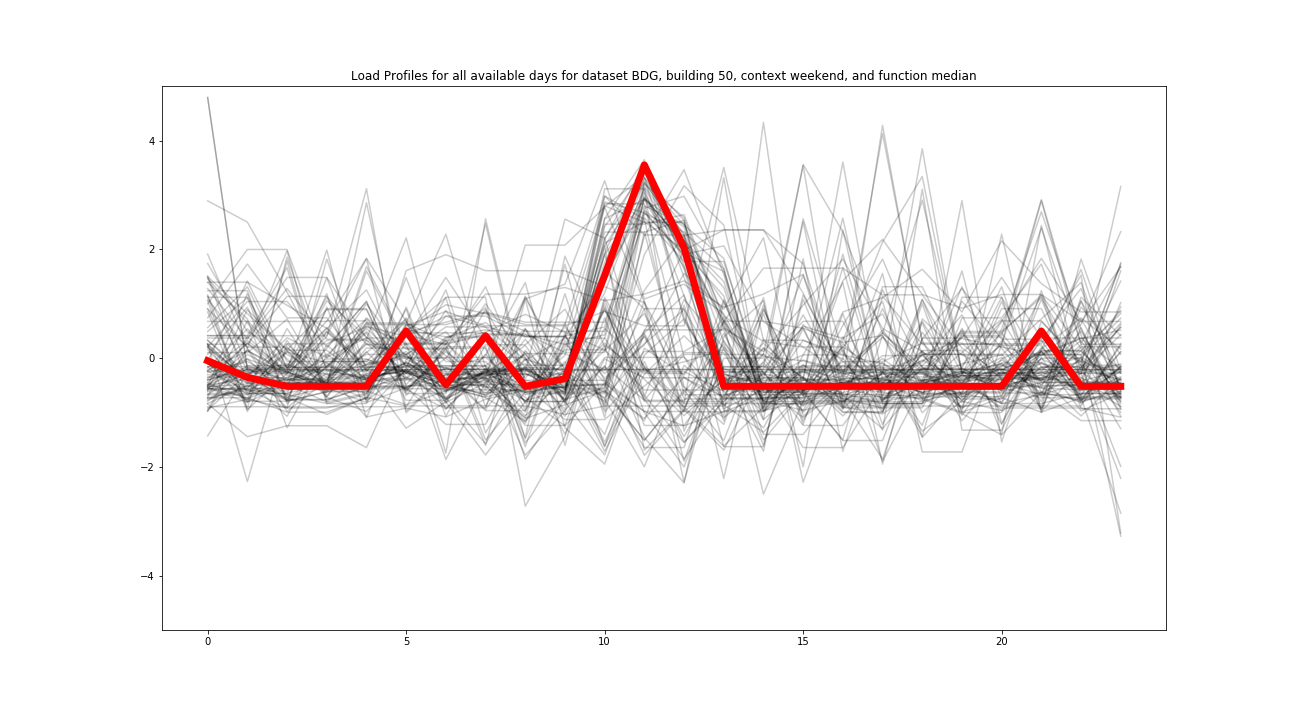 Load Profiles for all available days for dataset BDG, building 50, context weekend, and function median
4
2
0
−2
−4
0 5 10 15 20